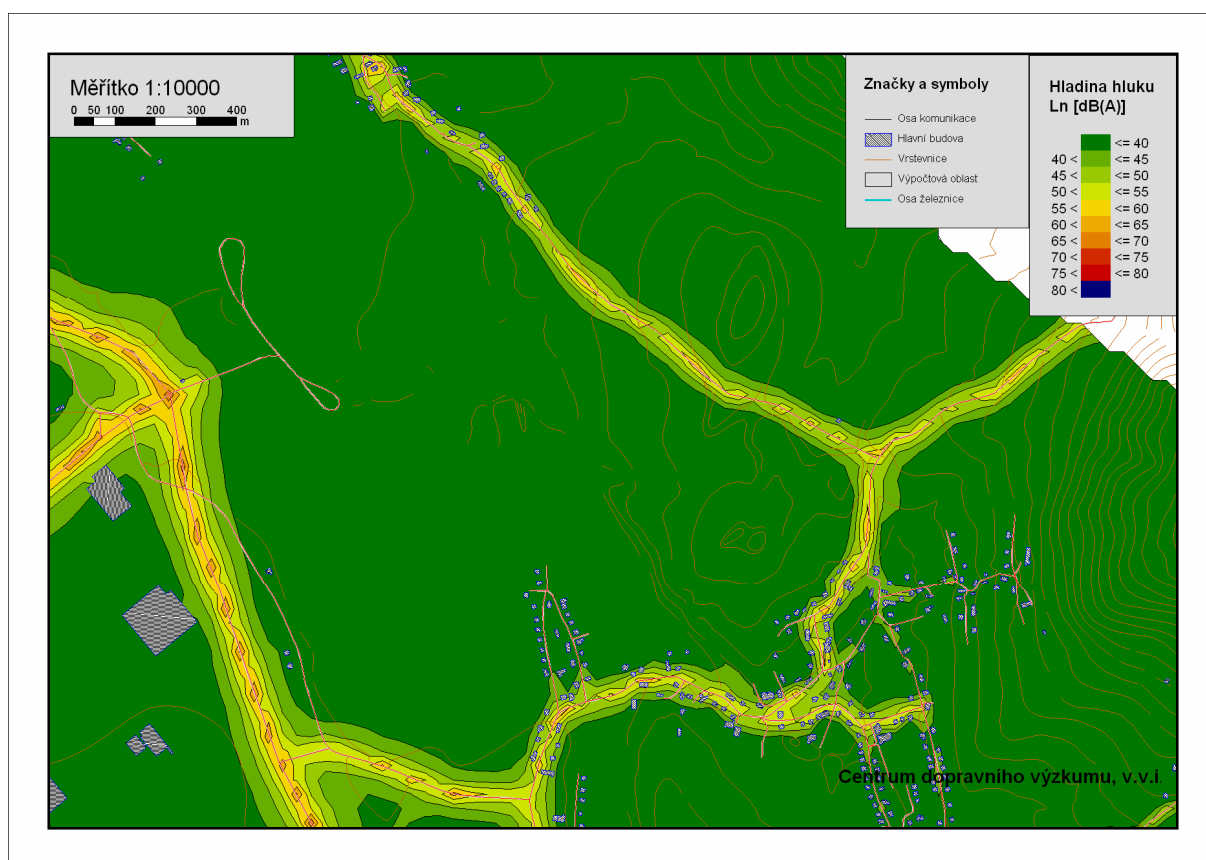 Měřítko 1:10000
0 50 100 200 300 400
m
Značky a symboly
Osa komunikace
Hlavní budova
Vrstevnice
Výpočtová oblast
Osa železnice
Hladina hluku
Ln [dB(A)]
<= 40
40 < <= 45
45 < <= 50
50 < <= 55
55 < <= 60
60 < <= 65
65 < <= 70
70 < <= 75
75 < <= 80
80 <
Centrum dopravního výzkumu, v.v.i.